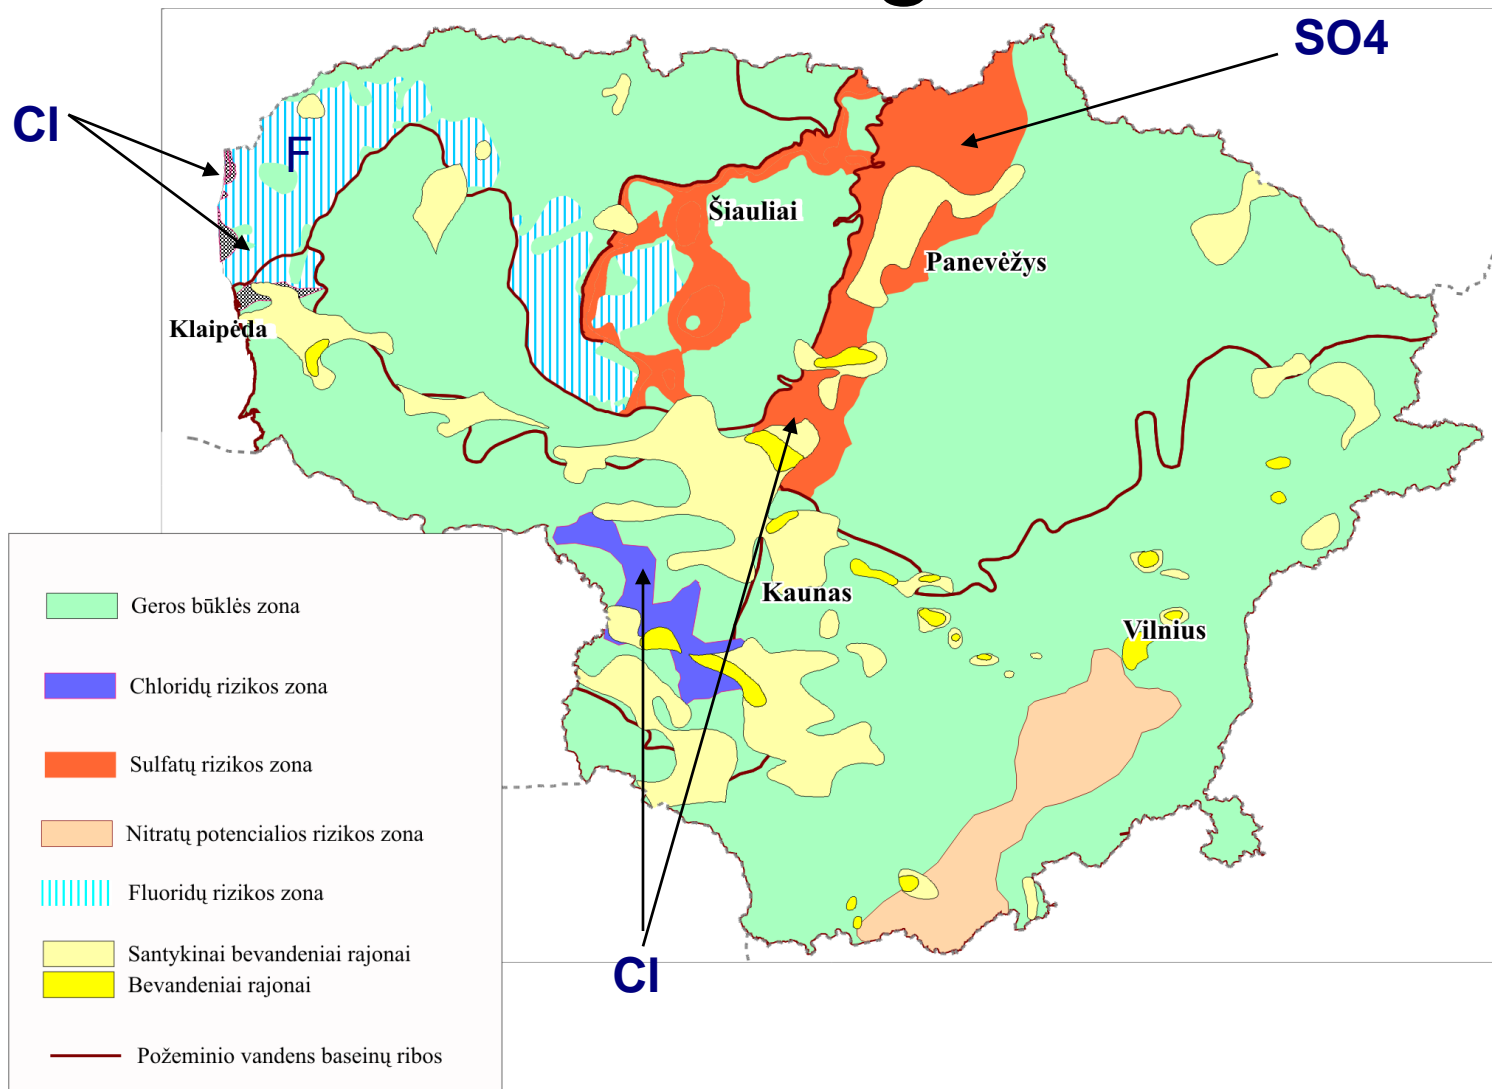 SO4
Cl
F
Šiauliai
Panevėžys
Klaipėda
Kaunas
Vilnius
Geros būklės zona
Chloridų rizikos zona
Sulfatų rizikos zona
Nitratų potencialios rizikos zona
Fluoridų rizikos zona
Santykinai bevandeniai rajonai
Bevandeniai rajonai
Požeminio vandens baseinų ribos
Cl